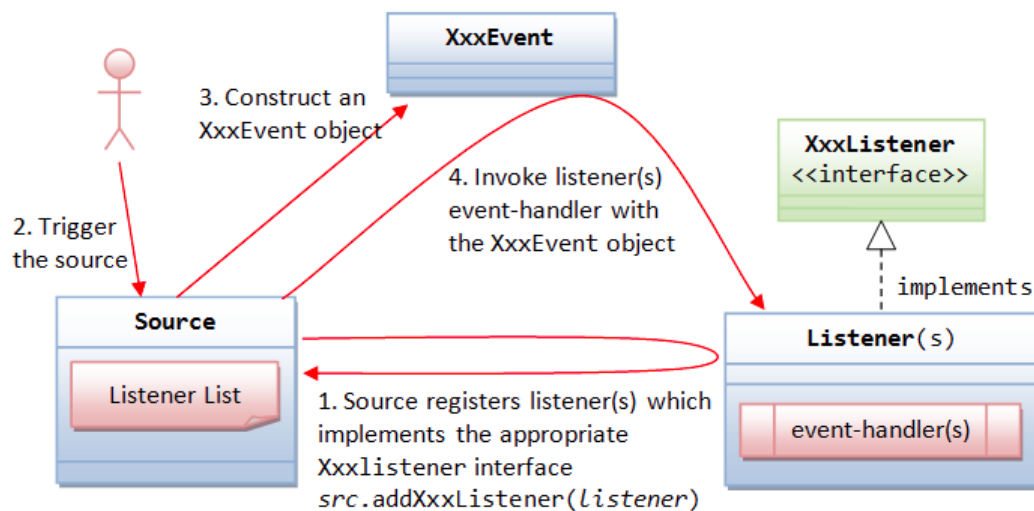 XxxEvent
3. Construct an
XxxEvent object
XxxListener
<<interface>>
4. Invoke listener(s)
event-handler with
the XxxEvent object
2. Trigger
the source
implements
Source
Listener List
Listener(s)
event-handler(s)
1. Source registers listener(s) which
implements the appropriate
Xxxlistener interface
src.addXxxListener(listener)